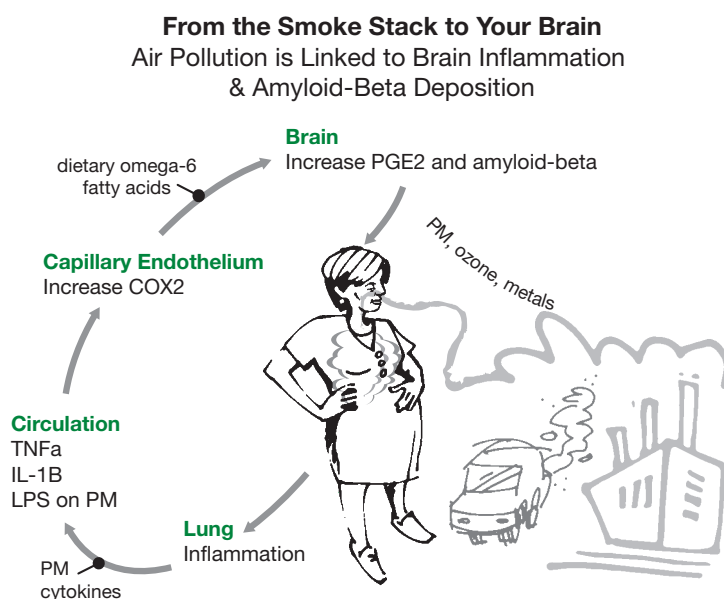 From the Smoke Stack to Your Brain
Air Pollution is Linked to Brain Inflammation
& Amyloid-Beta Deposition
Brain
Increase PGE2 and amyloid-beta
dietary omega-6
fatty acids
PM, ozone, metals
Capillary Endothelium
Increase COX2
Circulation
TNFa
IL-1B
LPS on PM
Lung
Inflammation
PM
cytokines